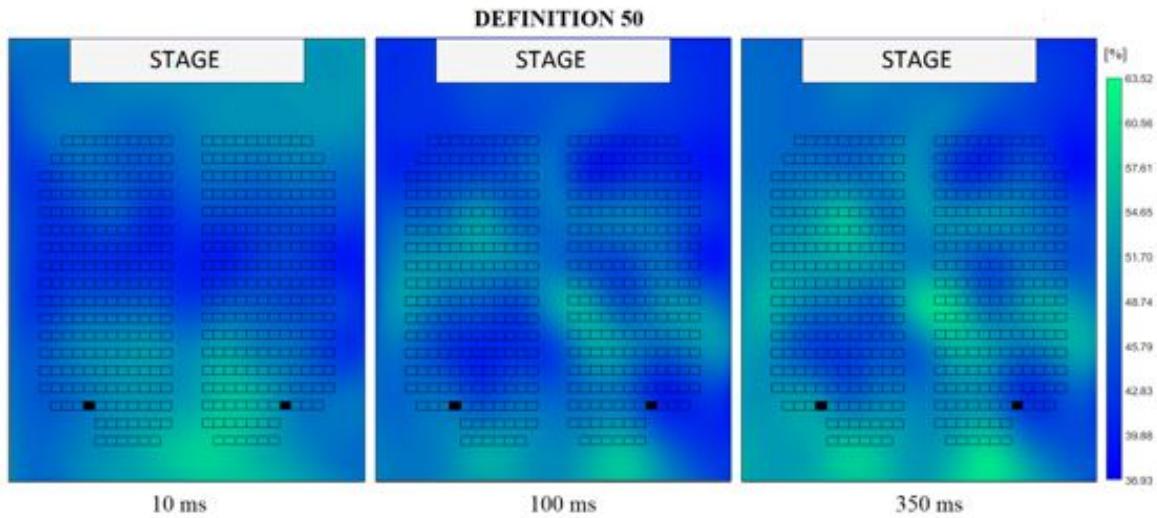 DEFINITION 50
STAGE
STAGE
STAGE
[%]
63.52
60.56
57.61
54.65
51.70
48.74
45.79
42.83
39.88
36.93
10 ms
100 ms
350 ms